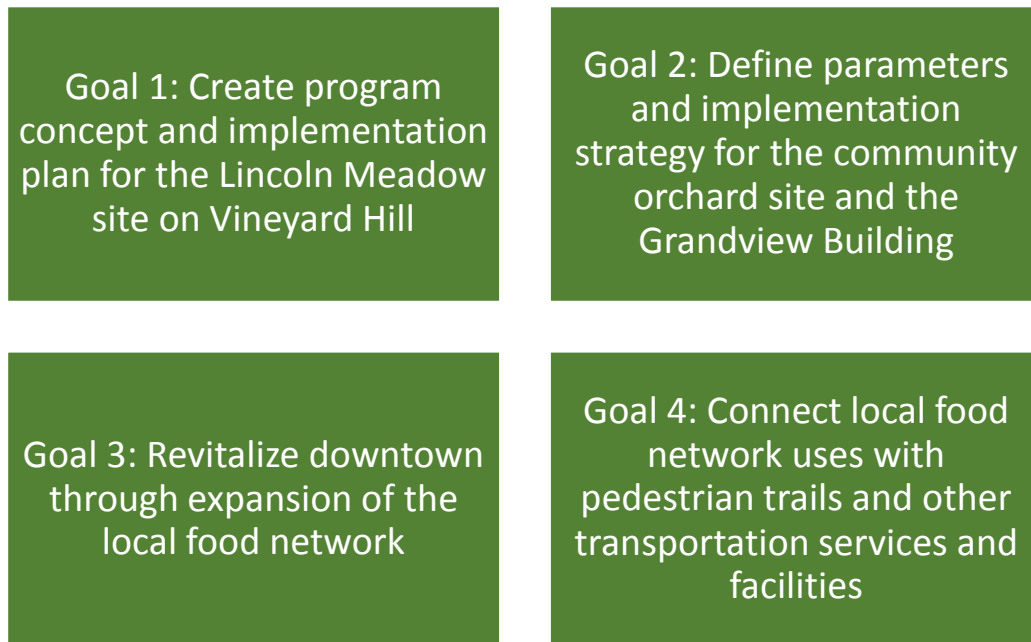 Goal 1: Create program
concept and implementation
plan for the Lincoln Meadow
site on Vineyard Hill
Goal 2: Define parameters
and implementation
strategy for the community
orchard site and the
Grandview Building
Goal 3: Revitalize downtown
through expansion of the
local food network
Goal 4: Connect local food
network uses with
pedestrian trails and other
transportation services and
facilities